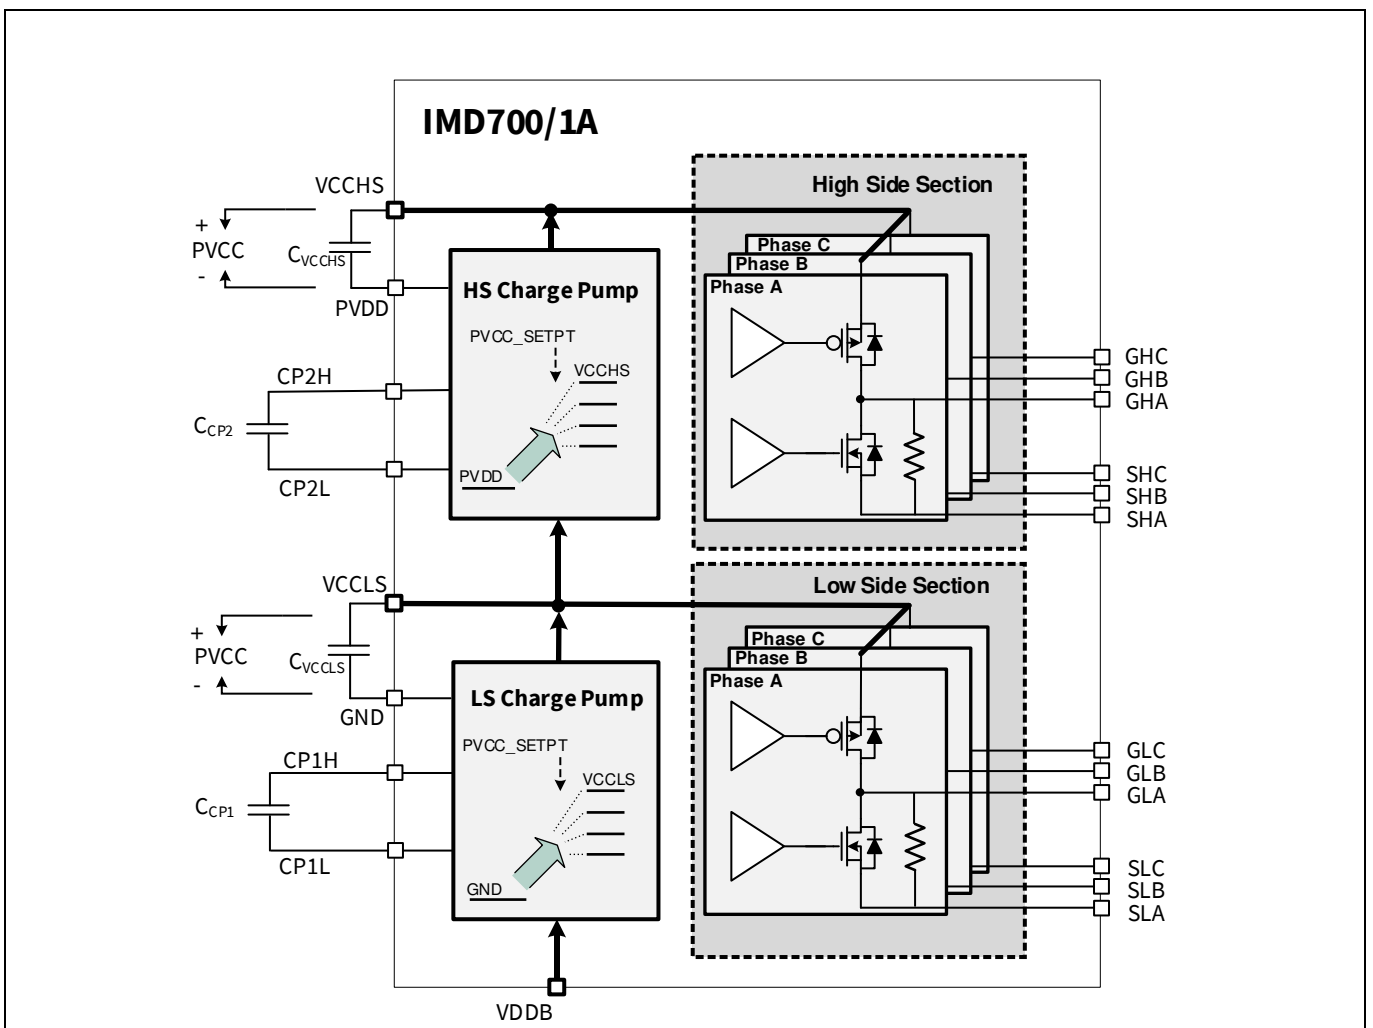 IMD700/1A
High Side Section
VCCHS
+
PVCC
-
CVCCHS
PVDD
HS Charge Pump
PVCC_SETPT
VCCHS
PVDD
CP2H
CCP2
CP2L
Phase C
Phase B
Phase A
GHC
GHB
GHA
SHC
SHB
SHA
VCCLS
+
PVCC
-
CVCCLS
GND
LS Charge Pump
PVCC_SETPT
VCCLS
GND
CP1H
CCP1
CP1L
Low Side Section
Phase C
Phase B
Phase A
GLC
GLB
GLA
SLC
SLB
SLA
VDDB